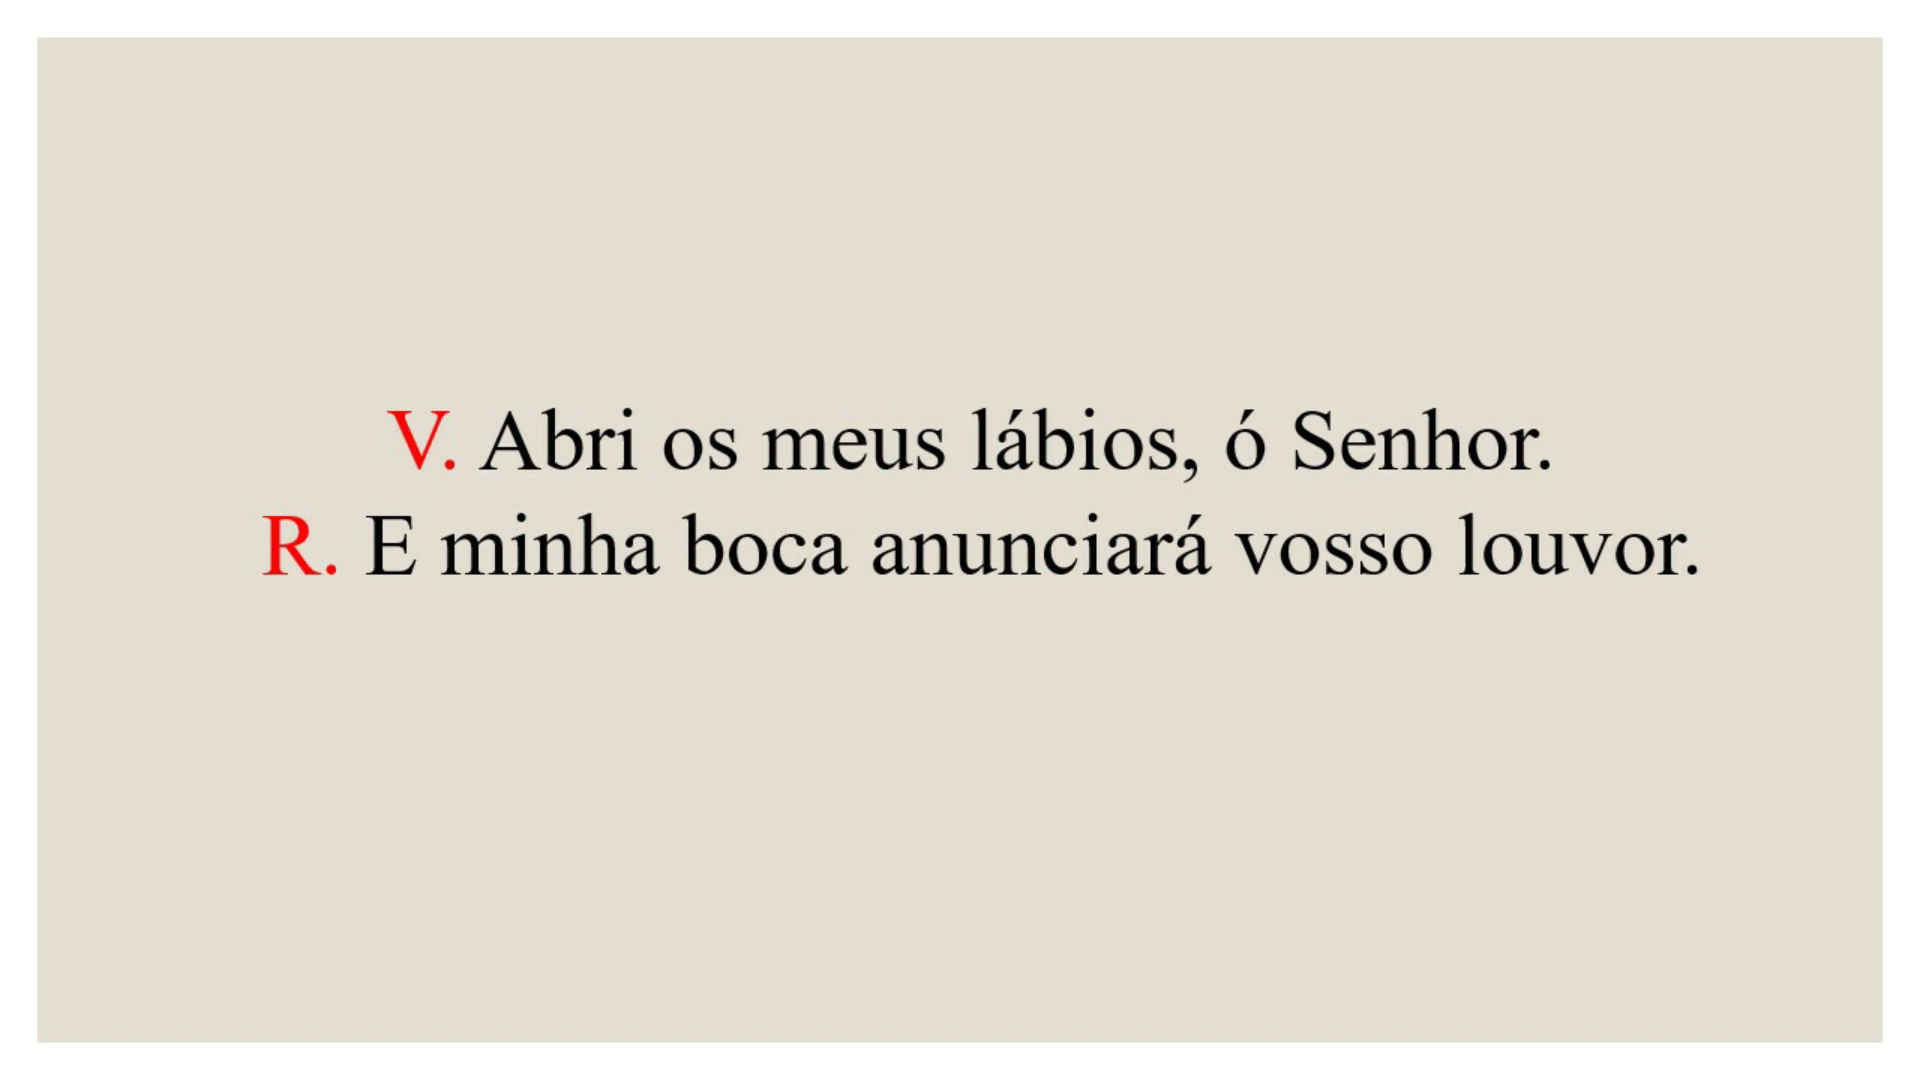 V. Abri os meus lábios, ó Senhor.
R. E minha boca anunciará vosso louvor.